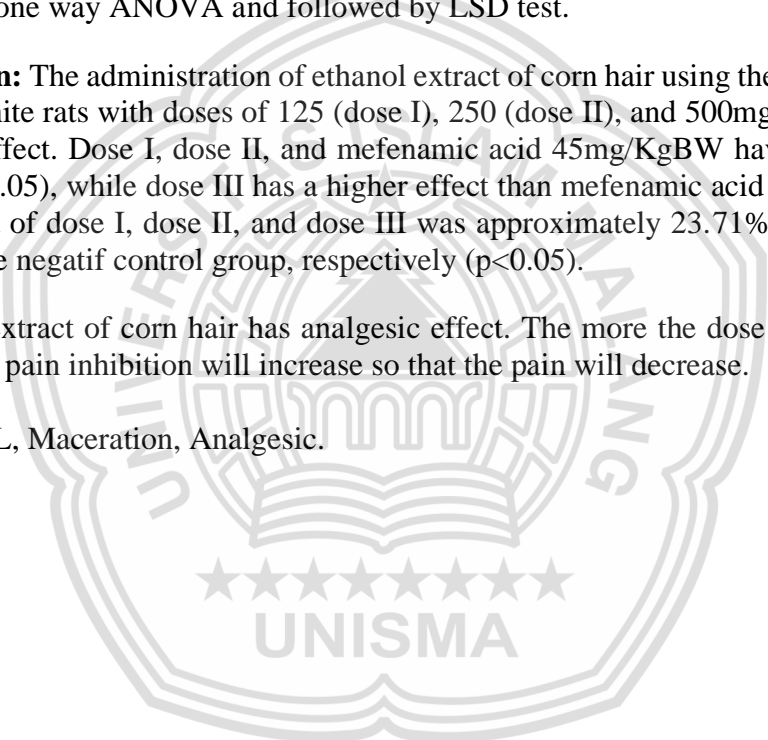 one way ANOVA and followed by LSD test.
n: The administration of ethanol extract of corn hair using the
ite rats with doses of 125 (dose I), 250 (dose II), and 500mg
ffect. Dose I, dose II, and mefenamic acid 45mg/KgBW hav
.05), while dose III has a higher effect than mefenamic acid
of dose I, dose II, and dose III was approximately 23.71%
e negatif control group, respectively (p<0.05).
xtract of corn hair has analgesic effect. The more the dose
pain inhibition will increase so that the pain will decrease.
L, Maceration, Analgesic.
UNIVERSITAS ISLAM MALANG
UNISMA